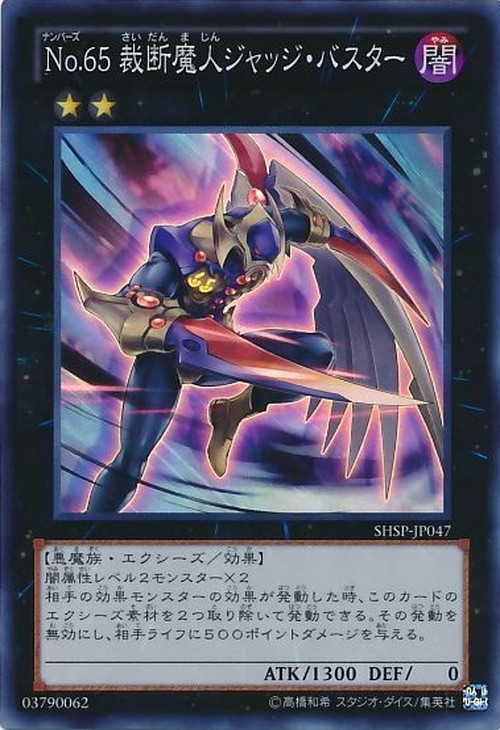 ナンバーズ さいだん まじん
No.65 裁断魔人ジャッジ・バスター
やみ
闇
65
SHSP-JP047
【悪魔族・エクシーズ/効果】
闇属性レベル2モンスター×2
相手の効果モンスターの効果が発動した時、このカードの
エクシーズ素材を2つ取り除いて発動できる。その発動を
無効にし、相手ライフに500ポイントダメージを与える。
ATK/1300 DEF/ 0
03790062
©高橋和希 スタジオ・ダイス/集英社